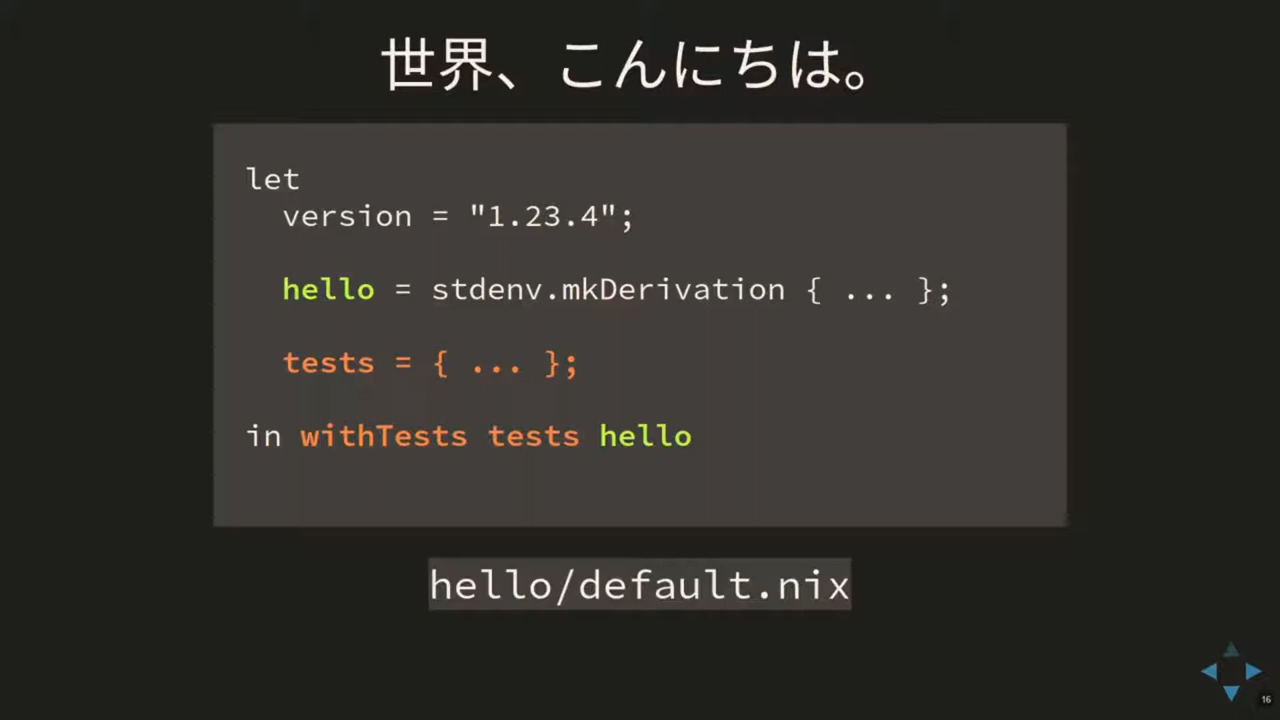 世界、こんにちは。
let
  version = "1.23.4";
  hello = stdenv.mkDerivation { ... };
  tests = { ... };
in withTests tests hello
hello/default.nix
16